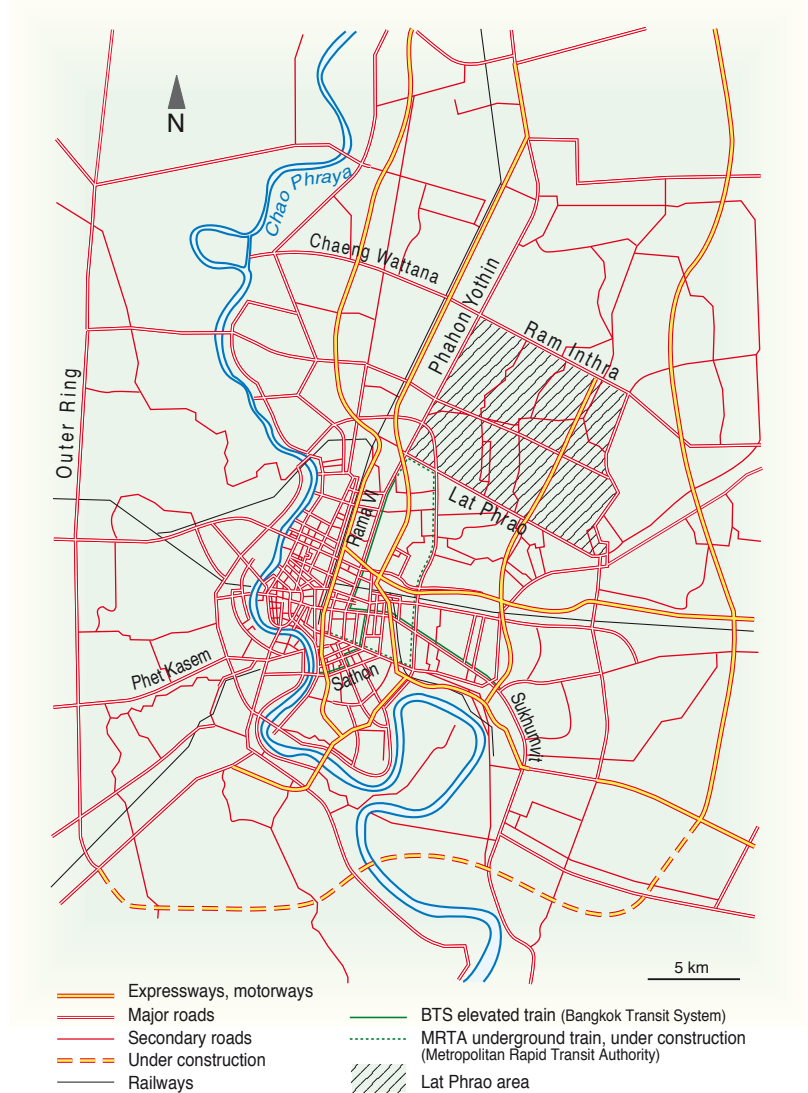 N
Chao Phraya
Chaeng Wattana
Phahon Yothin
Ram Inthra
Outer Ring
Lat Phrao
Rama VI
Phet Kasem
Sathon
Sukhumvit
5 km
Expressways, motorways
Major roads
Secondary roads
Under construction
Railways
BTS elevated train (Bangkok Transit System)
MRTA underground train, under construction
(Metropolitan Rapid Transit Authority)
Lat Phrao area